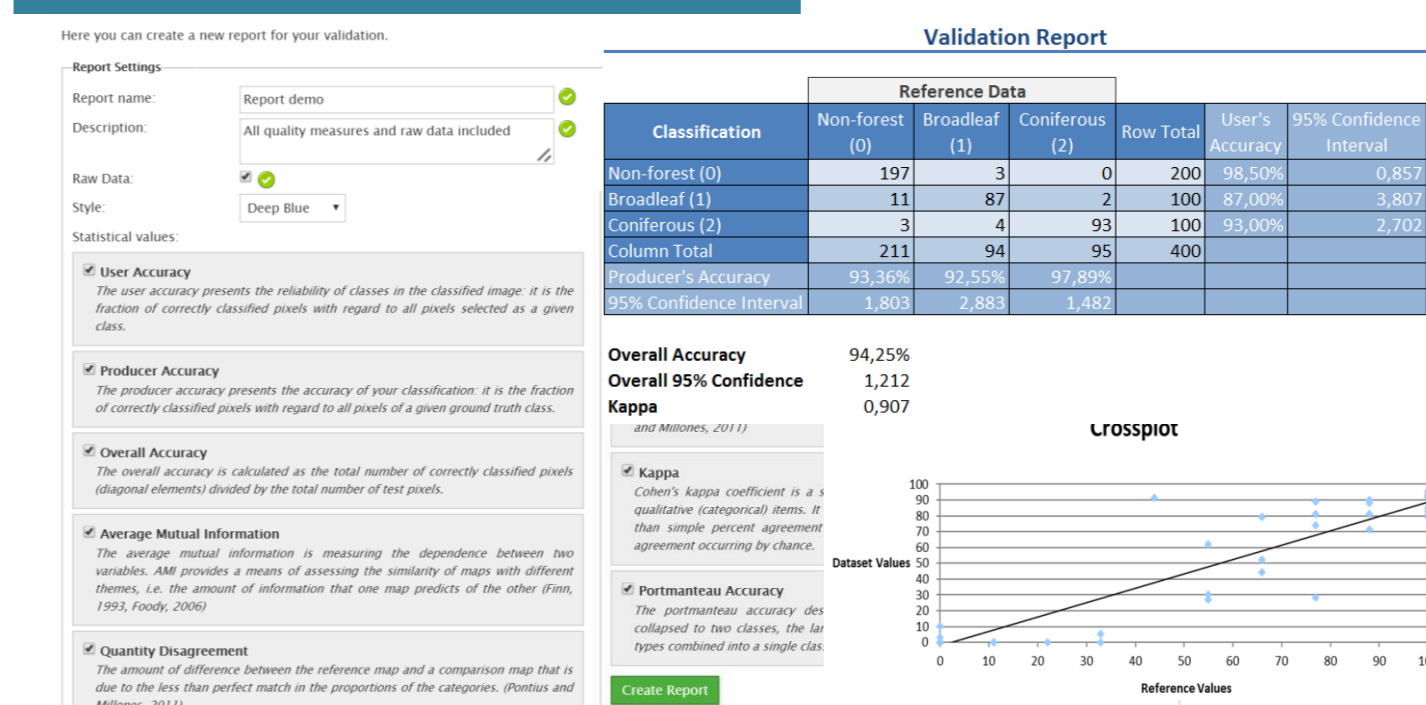 Here you can create a new report for your validation.
Report Settings
Report name:
Report demo
Description:
All quality measures and raw data included
Raw Data:
Style:
Deep Blue
Statistical values:
User Accuracy
The user accuracy presents the reliability of classes in the classified image: it is the
fraction of correctly classified pixels with regard to all pixels selected as a given
class.
Producer Accuracy
The producer accuracy presents the accuracy of your classification: it is the fraction
of correctly classified pixels with regard to all pixels of a given ground truth class.
Overall Accuracy
The overall accuracy is calculated as the total number of correctly classified pixels
(diagonal elements) divided by the total number of test pixels.
Average Mutual Information
The average mutual information is measuring the dependence between two
variables. AMI provides a means of assessing the similarity of maps with different
themes, i.e. the amount of information that one map predicts of the other (Finn,
1993, Foody, 2006)
Quantity Disagreement
The amount of difference between the reference map and a comparison map that is
due to the less than perfect match in the proportions of the categories. (Pontius and
Millones, 2011)
Validation Report
Reference Data
Classification Non-forest (0) Broadleaf (1) Coniferous (2) Row Total User's Accuracy 95% Confidence Interval
Non-forest (0) 197 3 0 200 98,50% 0,857
Broadleaf (1) 11 87 2 100 87,00% 3,807
Coniferous (2) 3 4 93 100 93,00% 2,702
Column Total 211 94 95 400
Producer's Accuracy 93,36% 92,55% 97,89%
95% Confidence Interval 1,803 2,883 1,482
Overall Accuracy 94,25%
Overall 95% Confidence 1,212
Kappa 0,907
and Millones, 2011)
Kappa
Cohen's kappa coefficient is a s
qualitative (categorical) items. It
than simple percent agreement
agreement occurring by chance.
Portmanteau Accuracy
The portmanteau accuracy des
collapsed to two classes, the lar
types combined into a single clas
Create Report
Crossplot
100
90
80
70
60
Dataset Values 50
40
30
20
10
0
0 10 20 30 40 50 60 70 80 90 10
Reference Values